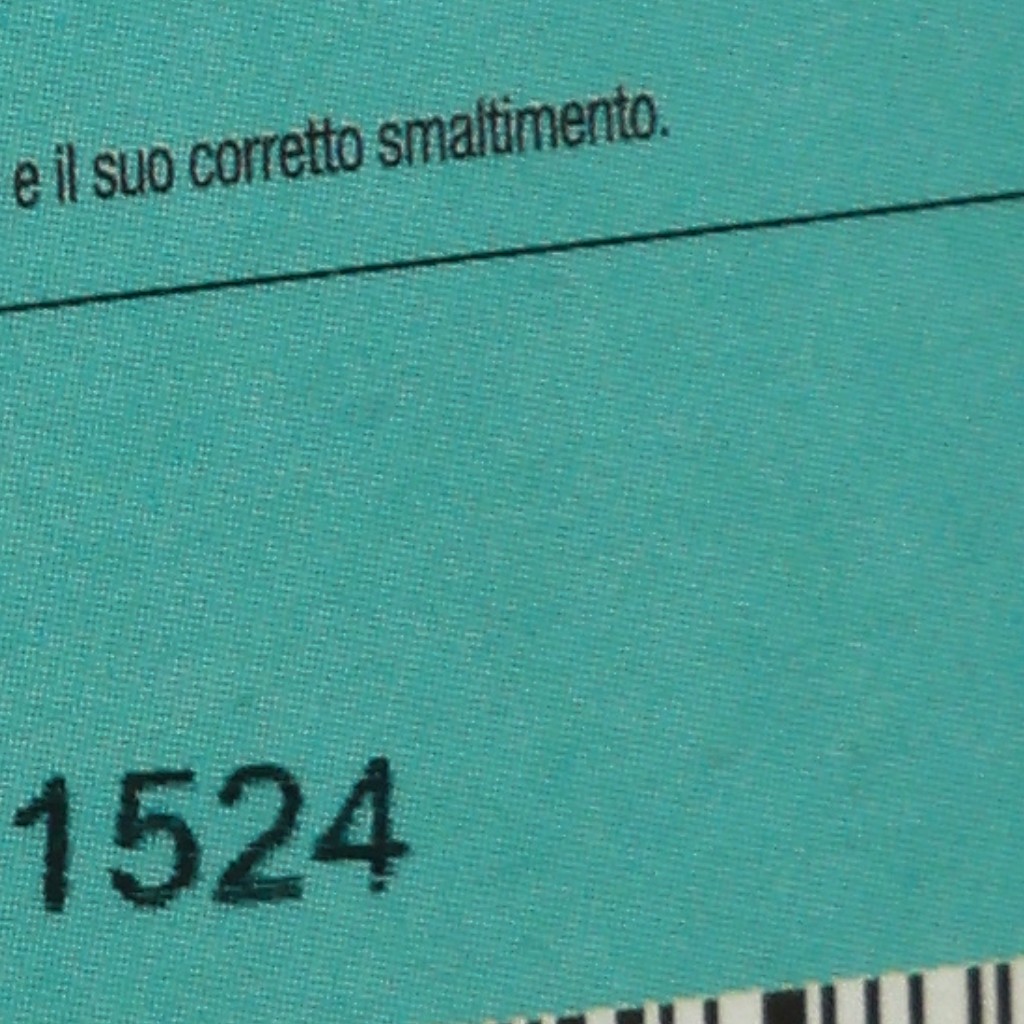 e il suo corretto smaltimento.
1524